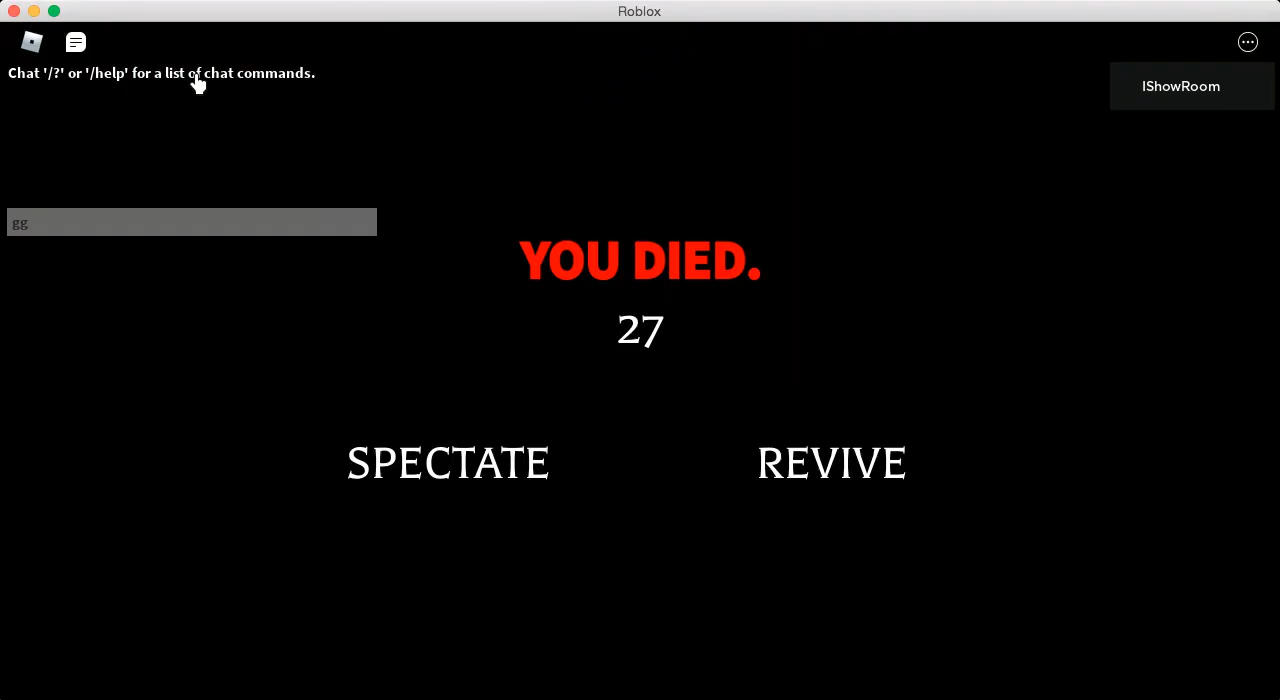 Roblox
Chat '/?' or '/help' for a list of chat commands.
IShowRoom
gg
YOU DIED.
27
SPECTATE
REVIVE